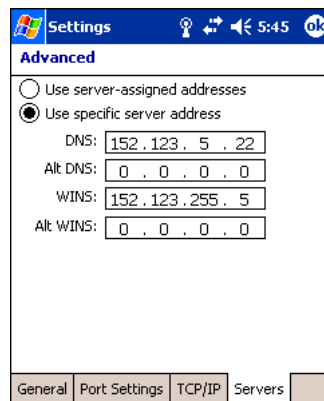 Settings 5:45 ok
Advanced
Use server-assigned addresses
Use specific server address
DNS: 152 . 123 . 5 . 22
Alt DNS: 0 . 0 . 0 . 0
WINS: 152 . 123 . 255 . 5
Alt WINS: 0 . 0 . 0 . 0
General Port Settings TCP/IP Servers